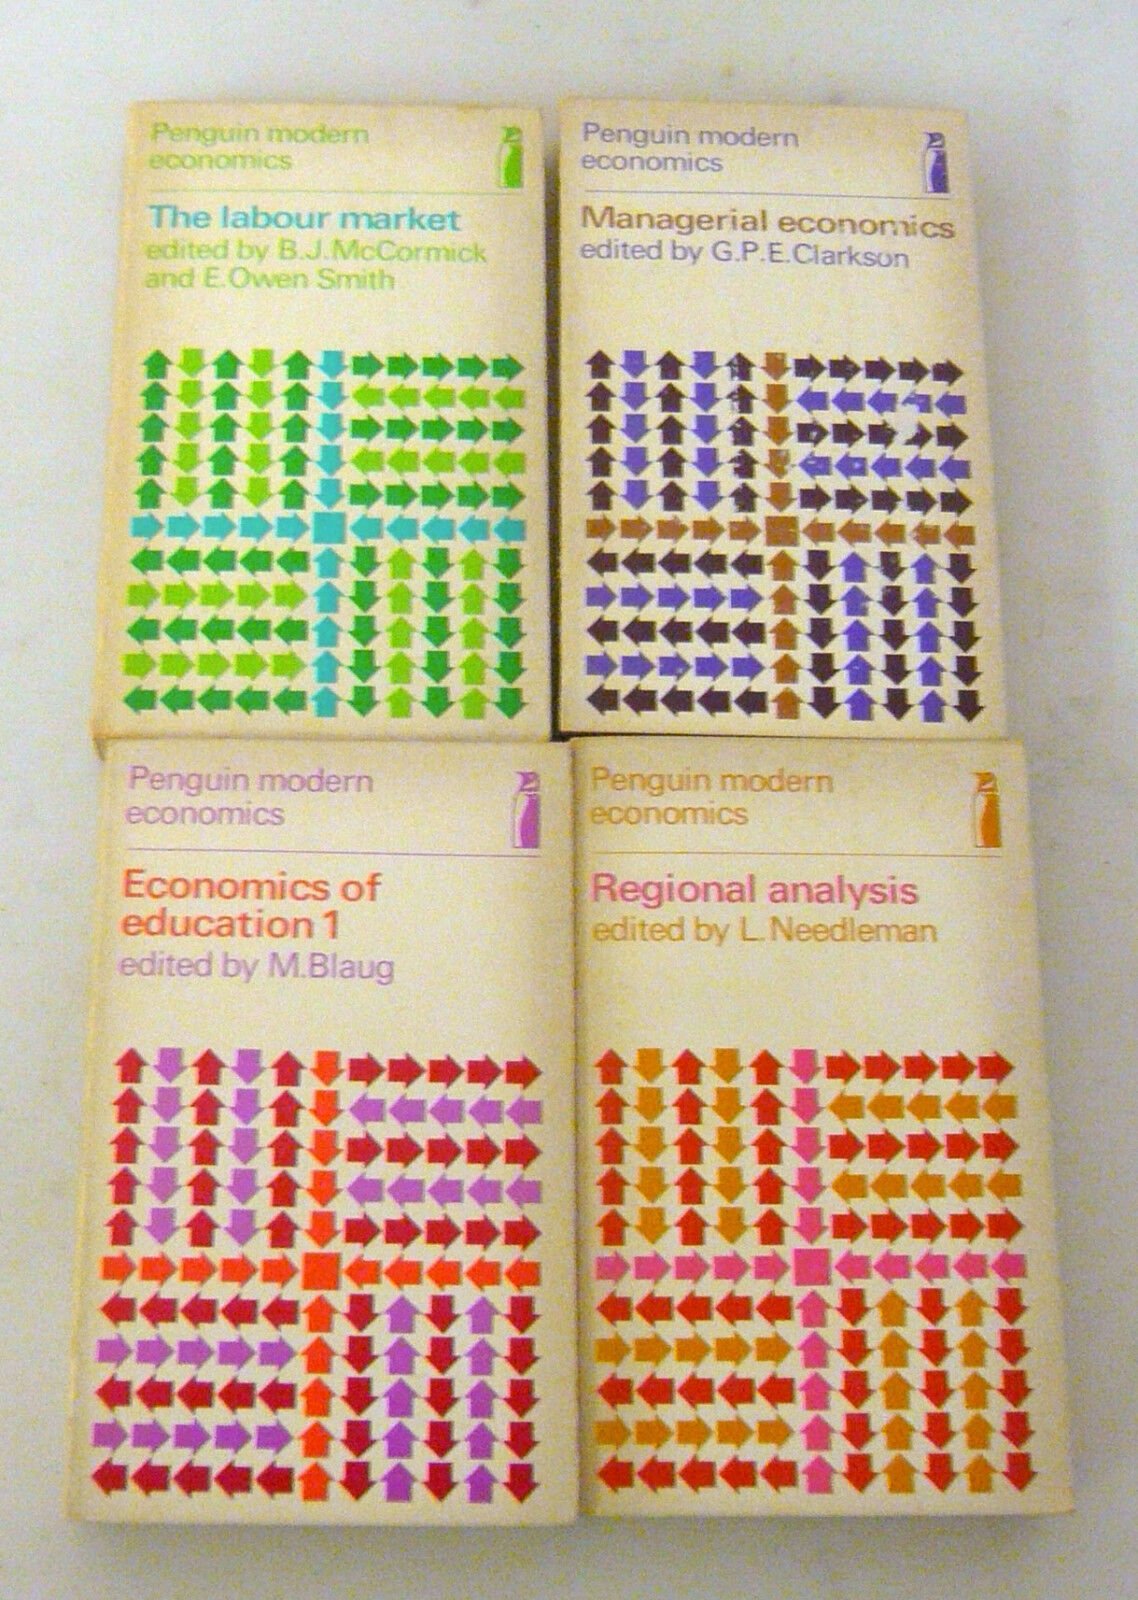 Penguin modern
economics
The labour market
edited by B.J.McCormick
and E.Owen Smith
Penguin modern
economics
Managerial economics
edited by G.P.E.Clarkson
Penguin modern
economics
Economics of
education 1
edited by M.Blaug
Penguin modern
economics
Regional analysis
edited by L.Needleman